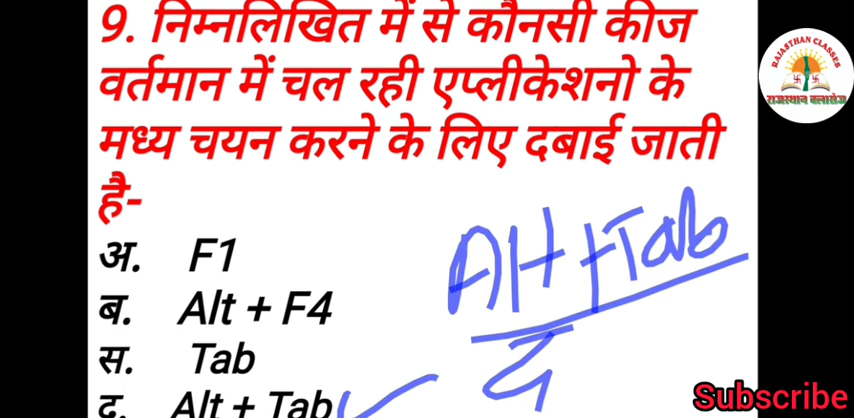 9. निम्नलिखित में से कौनसी कीज
वर्तमान में चल रही एप्लीकेशनो के
मध्य चयन करने के लिए दबाई जाती
है-
अ. F1
ब. Alt + F4
स. Tab
द. Alt + Tab
Alt +Tab
द
RAJASTHAN CLASSES
राजस्थान क्लासेज
Subscribe